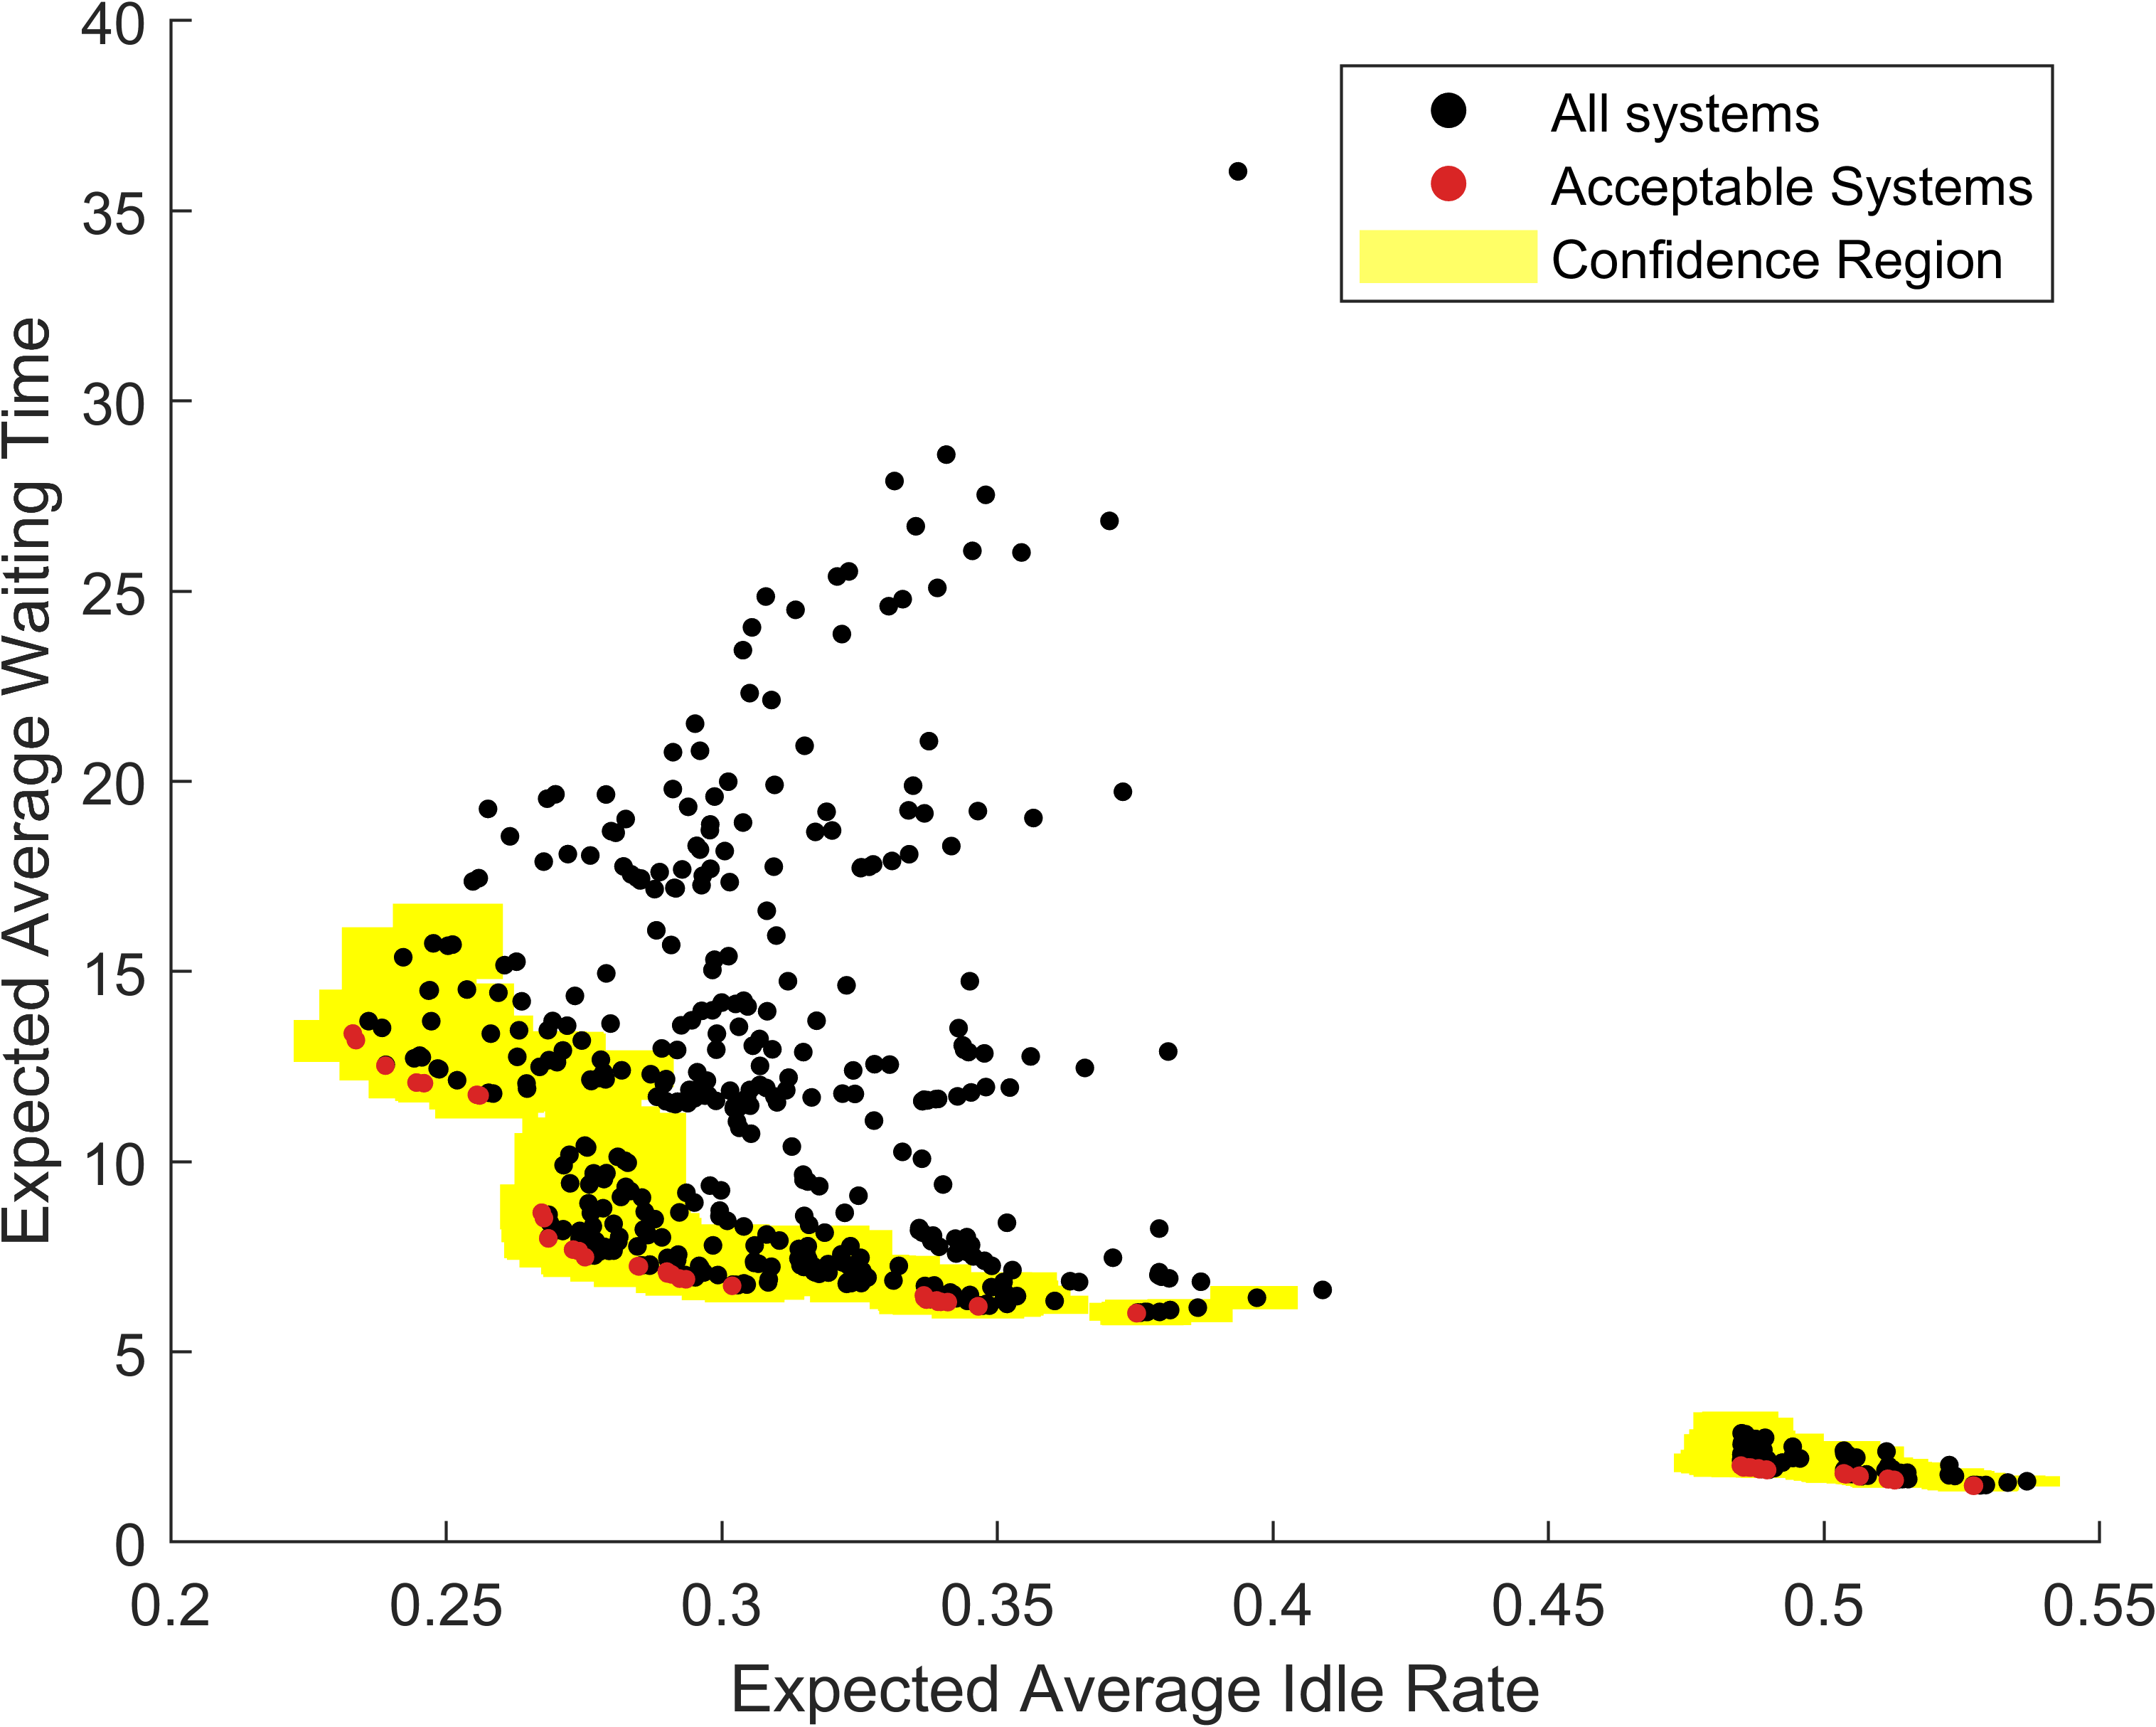 40
35
30
25
20
15
10
5
0
Expected Average Waiting Time
All systems
Acceptable Systems
Confidence Region
0.2 0.25 0.3 0.35 0.4 0.45 0.5 0.55
Expected Average Idle Rate